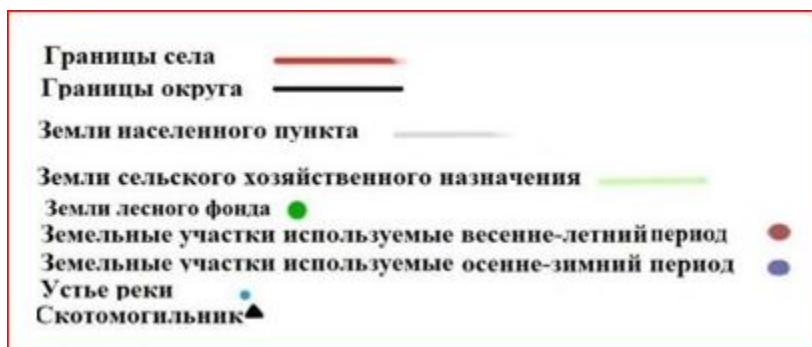 Границы села
Границы округа
Земли населенного пункта
Земли сельского хозяйственного назначения
Земли лесного фонда
Земельные участки используемые весенне-летний период
Земельные участки используемые осенне-зимний период
Устье реки
Скотомогильник